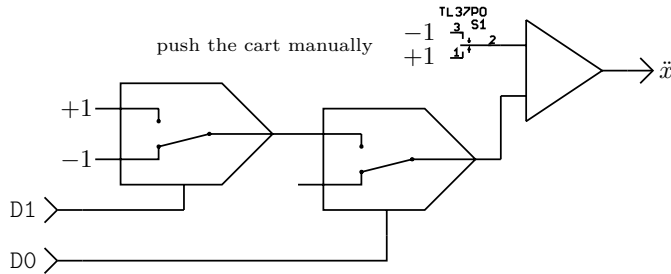 TL37P0
S1
−1 3
2
push the cart manually
+1 1
ẍ
+1
−1
D1
D0